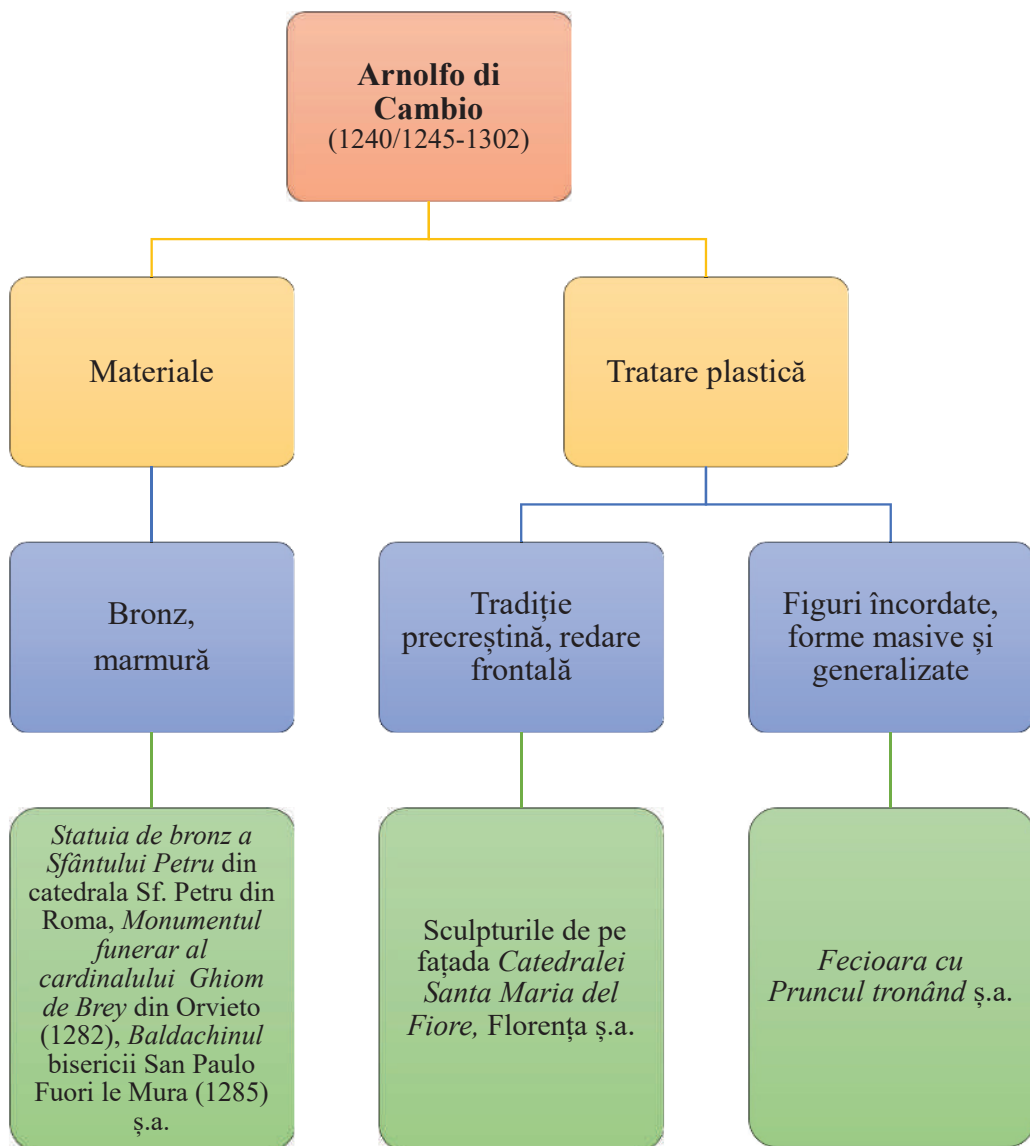 Arnolfo di
Cambio
(1240/1245-1302)
Materiale
Tratare plastică
Bronz,
marmură
Tradiție
precreștină, redare
frontală
Figuri încordate,
forme masive și
generalizate
Statuia de bronz a
Sfântului Petru din
catedrala Sf. Petru din
Roma, Monumentul
funerar al
cardinalului Ghiom
de Brey din Orvieto
(1282), Baldachinul
bisericii San Paulo
Fuori le Mura (1285)
ș.a.
Sculpturile de pe
fațada Catedralei
Santa Maria del
Fiore, Florența ș.a.
Fecioara cu
Pruncul tronând ș.a.